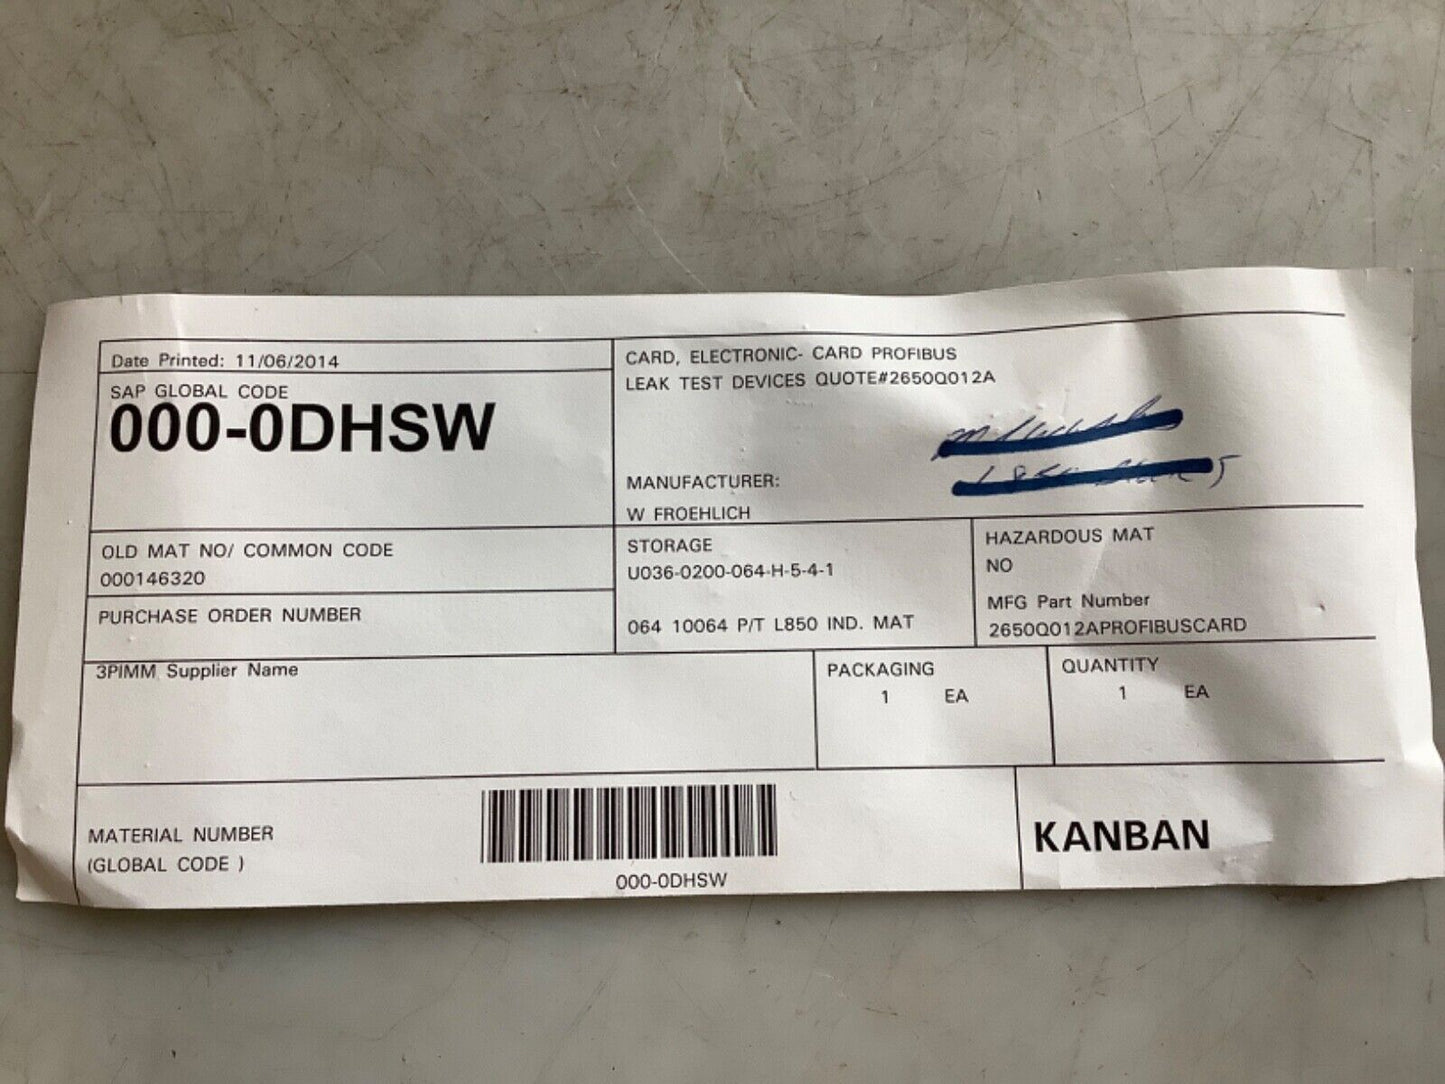 Date Printed: 11/06/2014
SAP GLOBAL CODE
000-0DHSW
CARD, ELECTRONIC- CARD PROFIBUS
LEAK TEST DEVICES QUOTE#2650Q012A
MANUFACTURER:
W FROEHLICH
OLD MAT NO/ COMMON CODE
000146320
PURCHASE ORDER NUMBER
STORAGE
U036-0200-064-H-5-4-1
064 10064 P/T L850 IND. MAT
HAZARDOUS MAT
NO
MFG Part Number
2650Q012APROFIBUSCARD
3PIMM Supplier Name
PACKAGING
1 EA
QUANTITY
1 EA
MATERIAL NUMBER
(GLOBAL CODE )
000-0DHSW
KANBAN